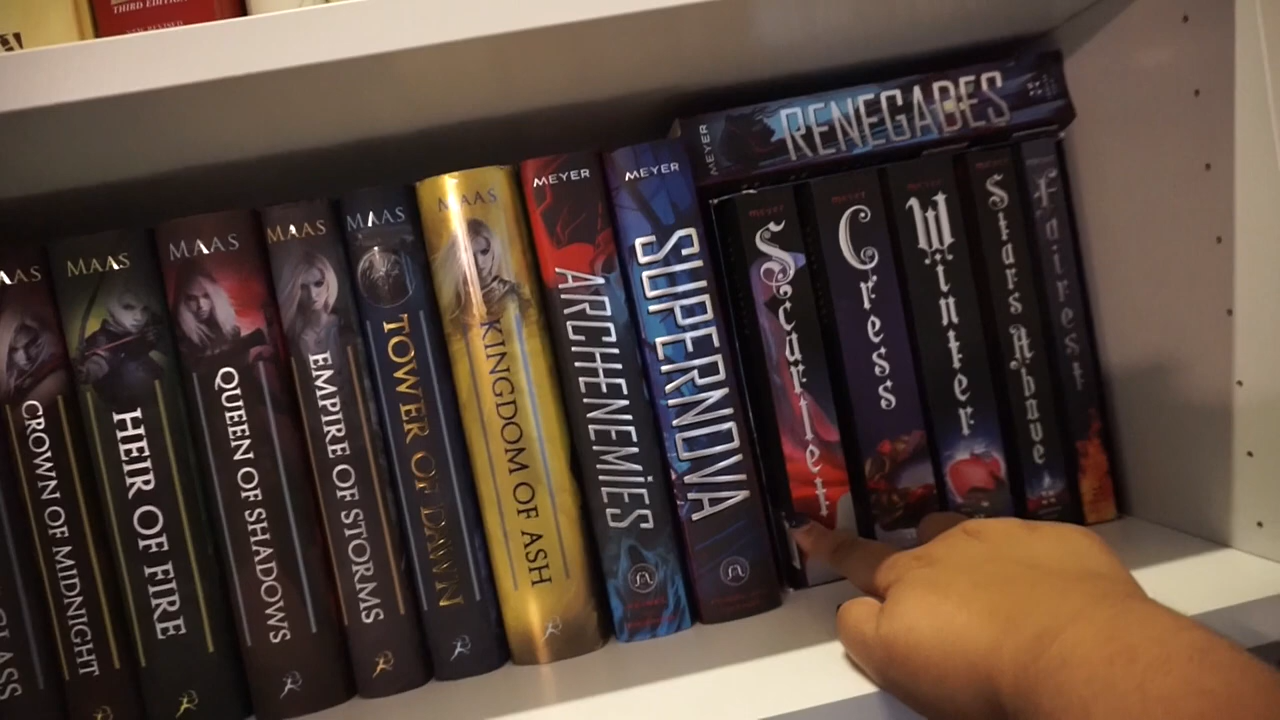 THIRD EDITION
MAAS
CROWN OF MIDNIGHT
MAAS
HEIR OF FIRE
MAAS
QUEEN OF SHADOWS
MAAS
EMPIRE OF STORMS
MAAS
TOWER OF DAWN
MAAS
KINGDOM OF ASH
MEYER
ARCHENEMIES
MEYER
SUPERNOVA
MEYER
RENEGADES
meyer
Scarlet
meyer
Cress
meyer
Winter
Stars Above
Fairest